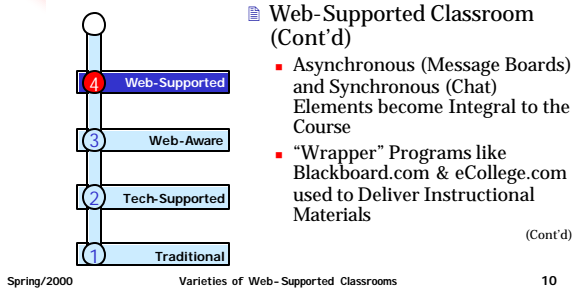 Web-Supported Classroom
(Cont'd)
Asynchronous (Message Boards)
and Synchronous (Chat)
Elements become Integral to the
Course
“Wrapper” Programs like
Blackboard.com & eCollege.com
used to Deliver Instructional
Materials
(Cont'd)
4 Web-Supported
3 Web-Aware
2 Tech-Supported
1 Traditional
Spring/2000 Varieties of Web-Supported Classrooms 10